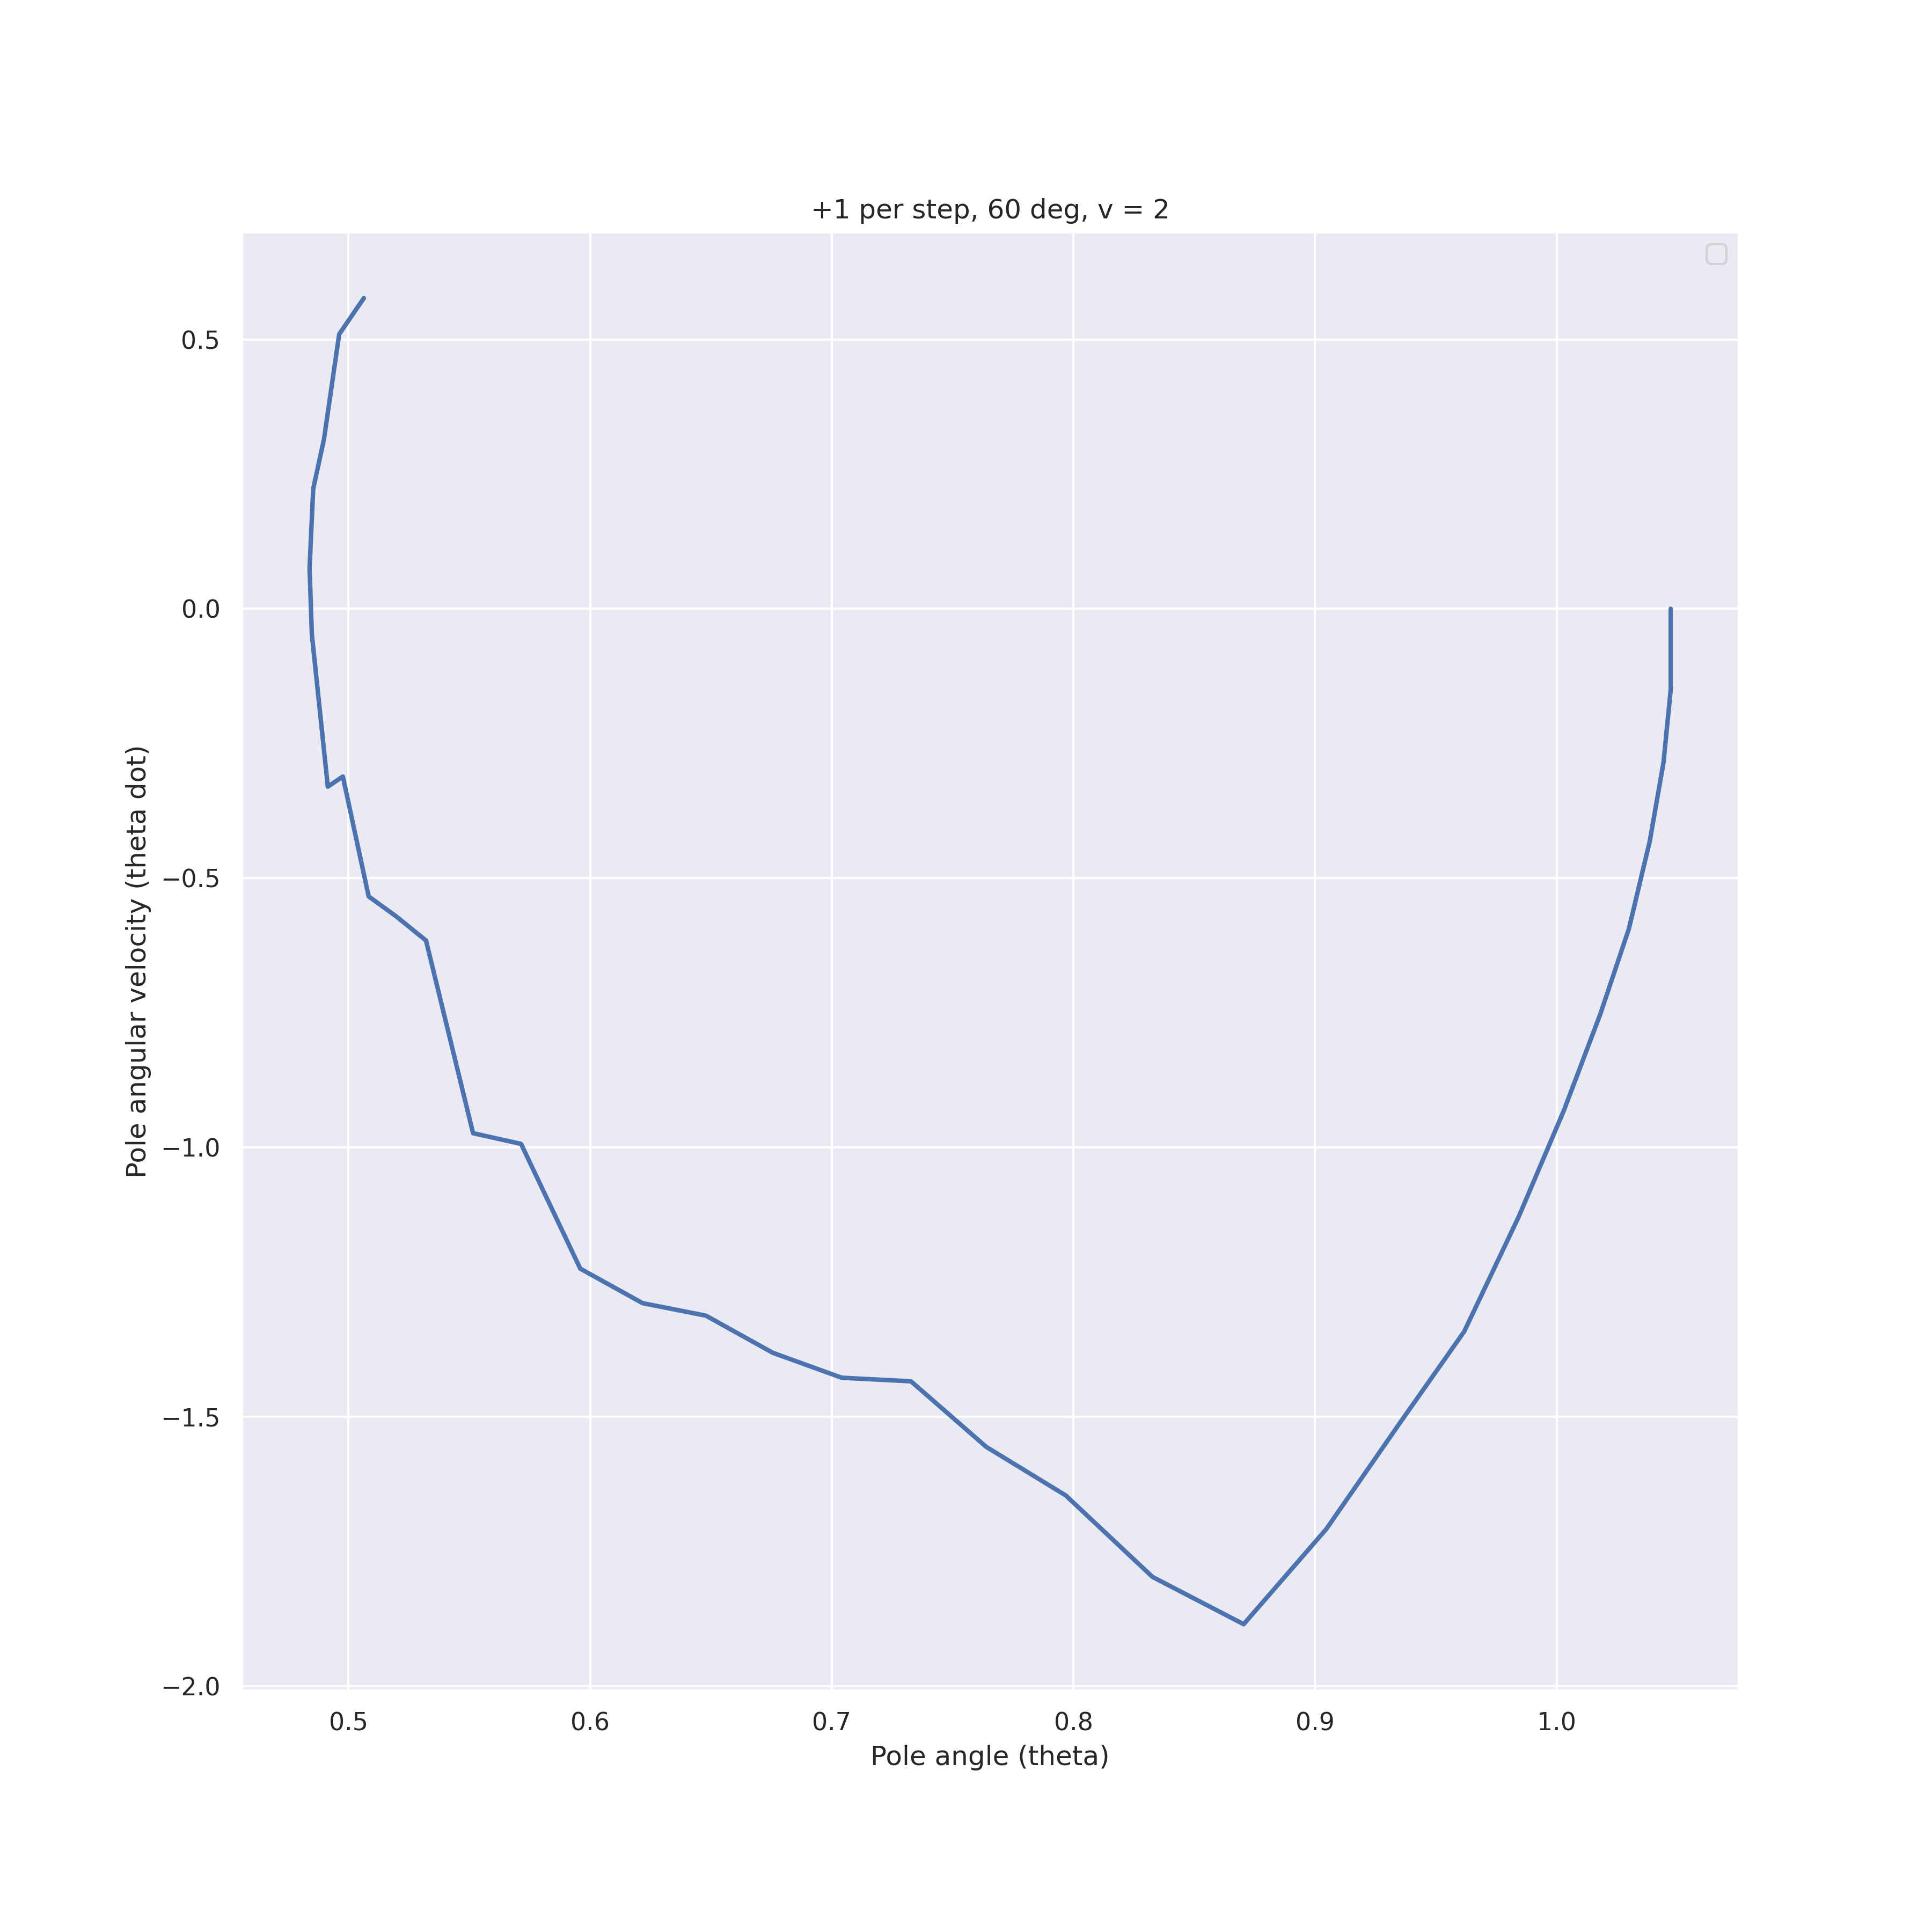 +1 per step, 60 deg, v = 2
0.5
0.0
−0.5
−1.0
−1.5
−2.0
Pole angular velocity (theta dot)
0.5 0.6 0.7 0.8 0.9 1.0
Pole angle (theta)